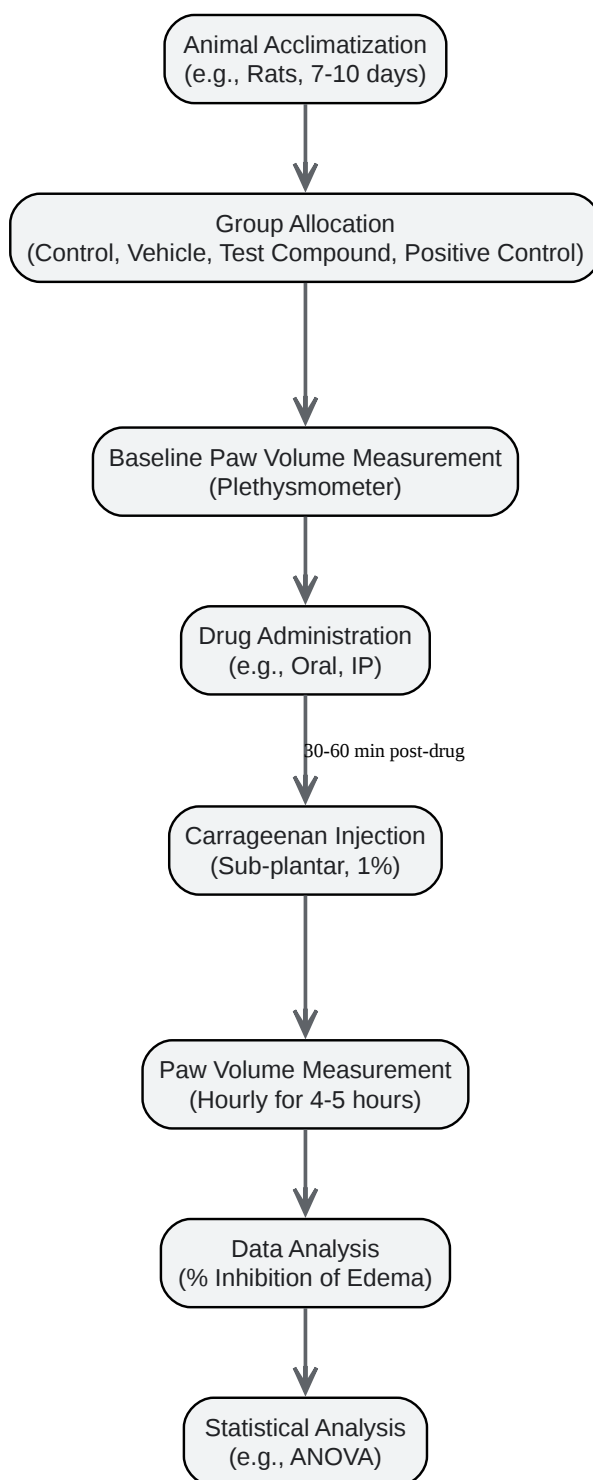 Animal Acclimatization
(e.g., Rats, 7-10 days)
Group Allocation
(Control, Vehicle, Test Compound, Positive Control)
Baseline Paw Volume Measurement
(Plethysmometer)
Drug Administration
(e.g., Oral, IP)
30-60 min post-drug
Carrageenan Injection
(Sub-plantar, 1%)
Paw Volume Measurement
(Hourly for 4-5 hours)
Data Analysis
(% Inhibition of Edema)
Statistical Analysis
(e.g., ANOVA)